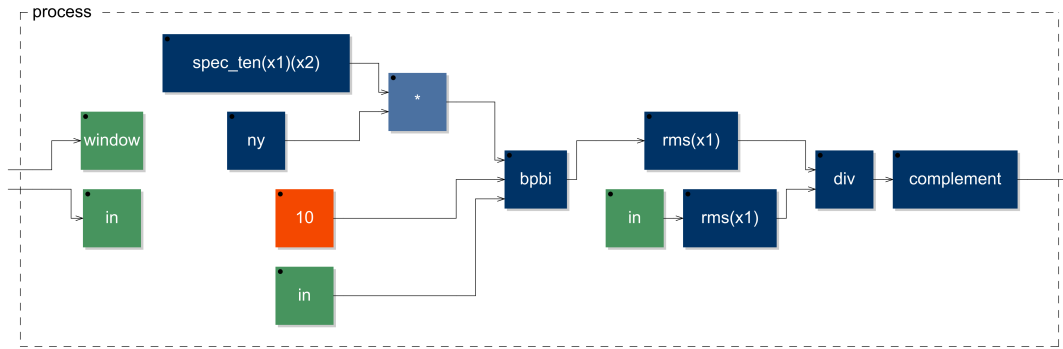 process
spec_ten(x1)(x2)
*
window
ny
rms(x1)
bpbi
div
complement
in
10
in
rms(x1)
in